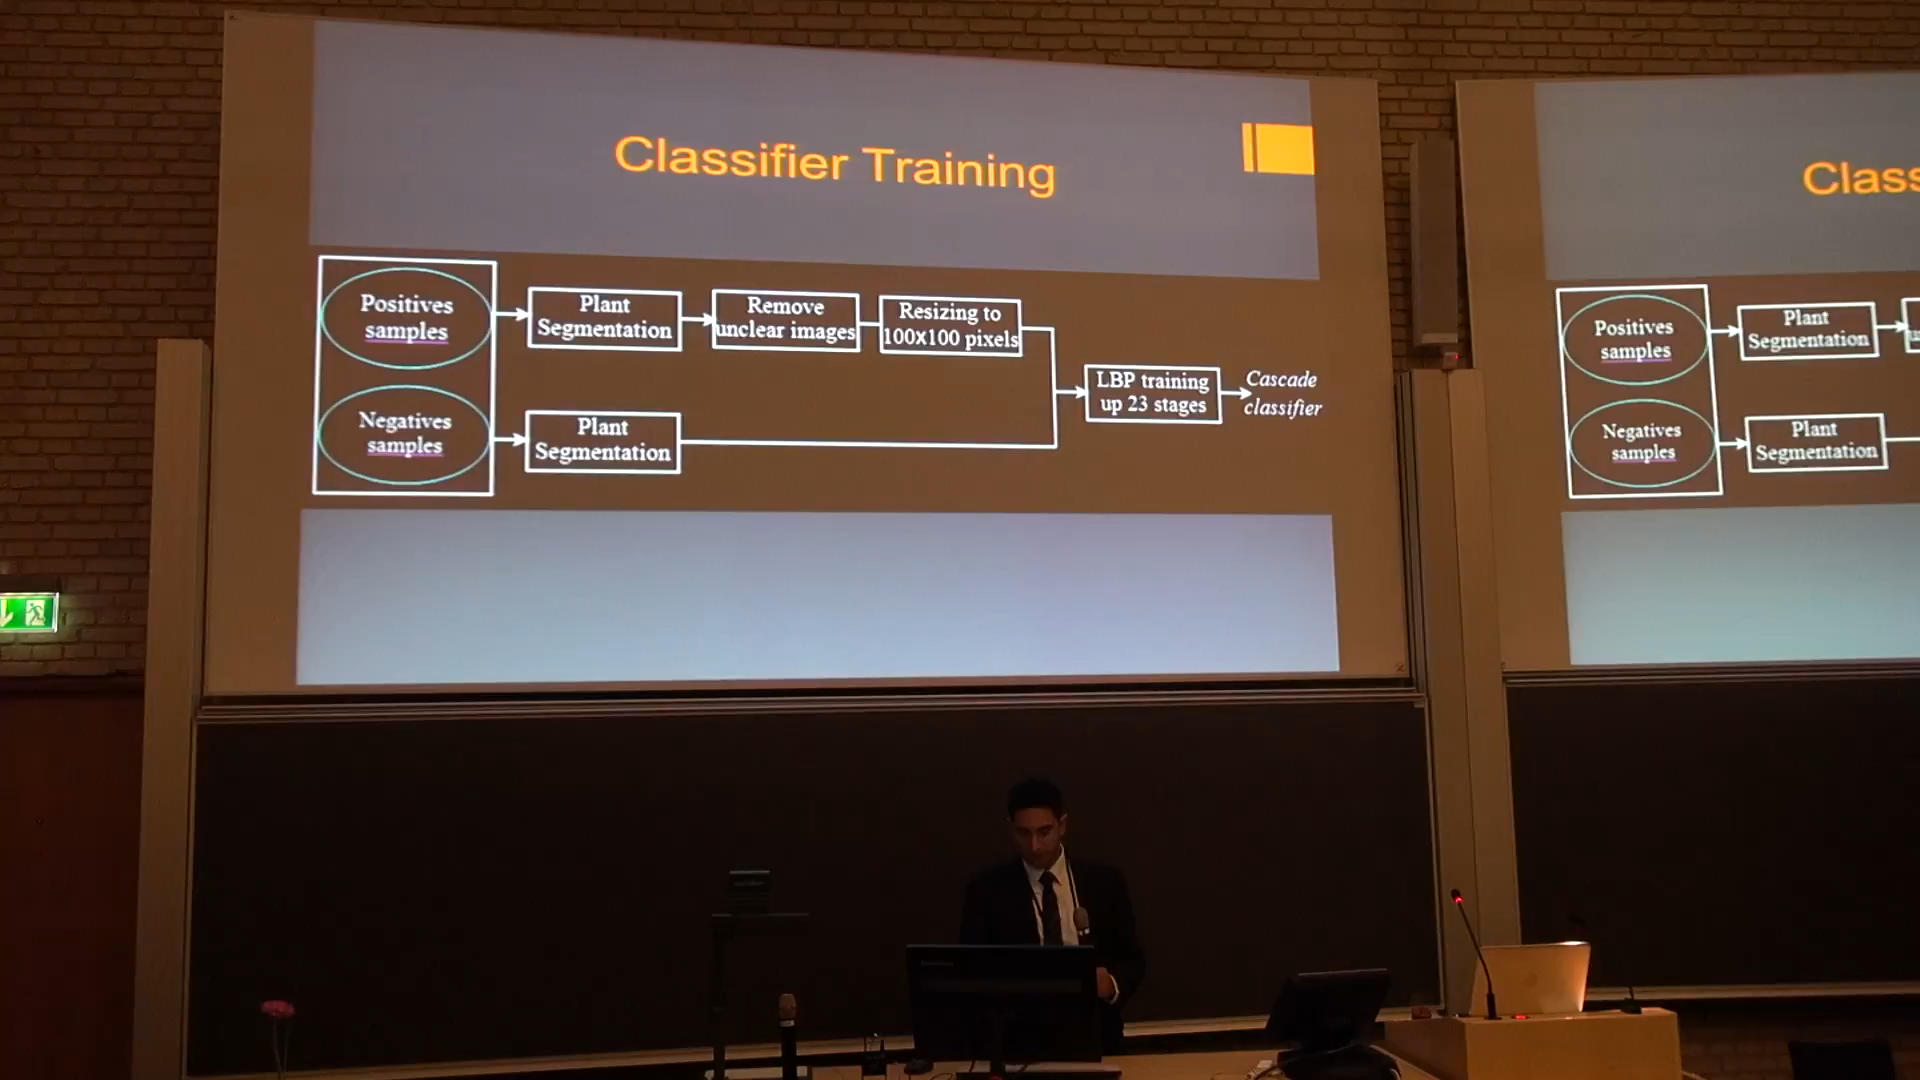 Classifier Training
Positives
samples
Plant
Segmentation
Remove
unclear images
Resizing to
100x100 pixels
Negatives
samples
Plant
Segmentation
LBP training
up 23 stages
Cascade
classifier
Class
Positives
samples
Plant
Segmentation
Negatives
samples
Plant
Segmentation